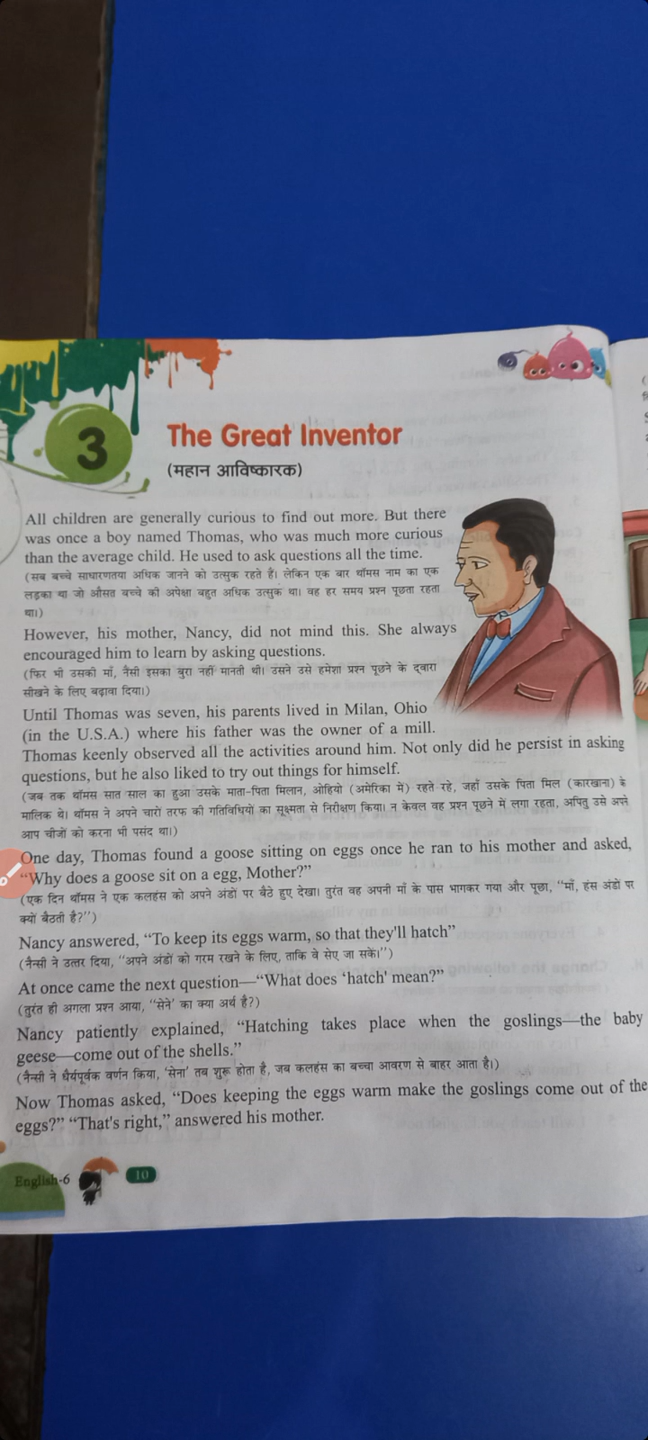 3
The Great Inventor
(महान आविष्कारक)
All children are generally curious to find out more. But there
was once a boy named Thomas, who was much more curious
than the average child. He used to ask questions all the time.
(सब बच्चे साधारणतया अधिक जानने को उत्सुक रहते हैं। लेकिन एक बार थॉमस नाम का एक
लड़का था जो औसत बच्चे की अपेक्षा बहुत अधिक उत्सुक था। वह हर समय प्रश्न पूछता रहता
था।)
However, his mother, Nancy, did not mind this. She always
encouraged him to learn by asking questions.
(फिर भी उसकी माँ, नैंसी इसका बुरा नहीं मानती थी। उसने उसे हमेशा प्रश्न पूछने के द्वारा
सीखने के लिए बढ़ावा दिया।)
Until Thomas was seven, his parents lived in Milan, Ohio
(in the U.S.A.) where his father was the owner of a mill.
Thomas keenly observed all the activities around him. Not only did he persist in asking
questions, but he also liked to try out things for himself.
(जब तक थॉमस सात साल का हुआ उसके माता-पिता मिलान, ओहियो (अमेरिका में) रहते रहे, जहाँ उसके पिता मिल (कारखाना) के
मालिक थे। थॉमस ने अपने चारों तरफ की गतिविधियों का सूक्ष्मता से निरीक्षण किया। न केवल वह प्रश्न पूछने में लगा रहता, अपितु उसे अपने
आप चीजों को करना भी पसंद था।)
One day, Thomas found a goose sitting on eggs once he ran to his mother and asked,
“Why does a goose sit on an egg, Mother?”
(एक दिन थॉमस ने एक कलहंस को अपने अंडों पर बैठे हुए देखा। तुरंत वह अपनी माँ के पास भागकर गया और पूछा, “माँ, हंस अंडों पर
क्यों बैठती है?”)
Nancy answered, “To keep its eggs warm, so that they'll hatch”
(नैन्सी ने उत्तर दिया, “अपने अंडों को गरम रखने के लिए, ताकि वे सेए जा सकें।”)
At once came the next question—“What does ‘hatch' mean?”
(तुरंत ही अगला प्रश्न आया, “सेने’ का क्या अर्थ है?)
Nancy patiently explained, “Hatching takes place when the goslings—the baby
geese—come out of the shells.”
(नैन्सी ने धैर्यपूर्वक वर्णन किया, ‘सेना’ तब शुरू होता है, जब कलहंस का बच्चा आवरण से बाहर आता है।)
Now Thomas asked, “Does keeping the eggs warm make the goslings come out of the
eggs?” “That's right,” answered his mother.
English-6
10